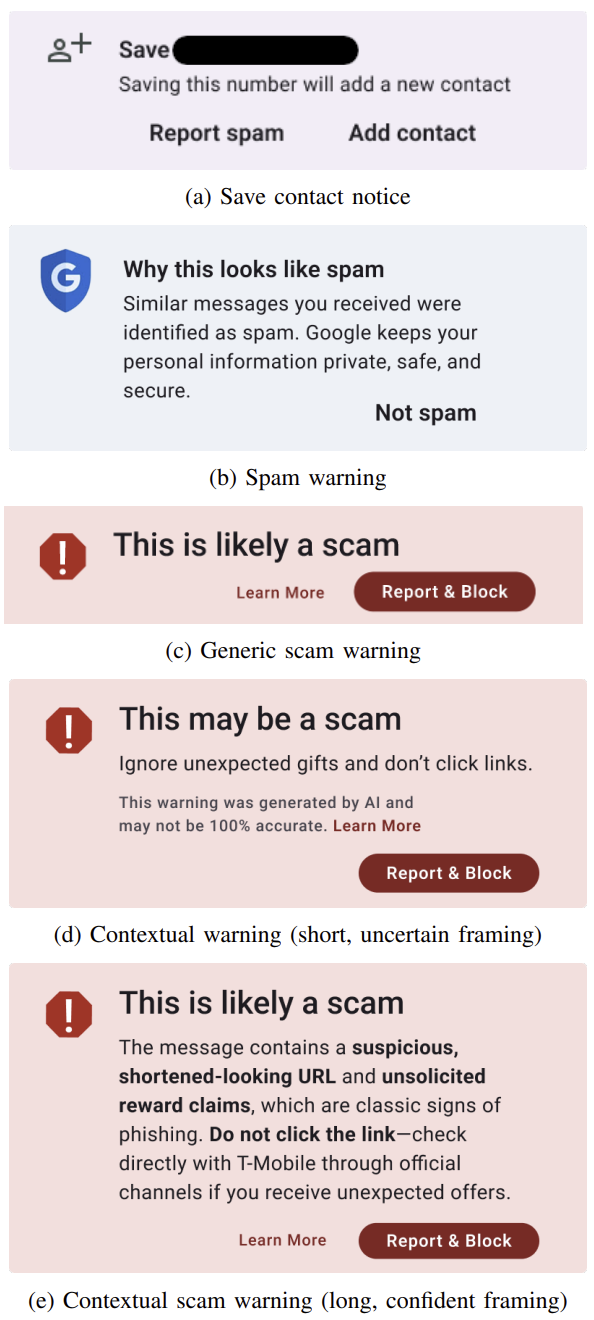 Save
Saving this number will add a new contact
Report spam Add contact
(a) Save contact notice
G
Why this looks like spam
Similar messages you received were
identified as spam. Google keeps your
personal information private, safe, and
secure.
Not spam
(b) Spam warning
!
This is likely a scam
Learn More Report & Block
(c) Generic scam warning
!
This may be a scam
Ignore unexpected gifts and don’t click links.
This warning was generated by AI and
may not be 100% accurate. Learn More
Report & Block
(d) Contextual warning (short, uncertain framing)
!
This is likely a scam
The message contains a suspicious,
shortened-looking URL and unsolicited
reward claims, which are classic signs of
phishing. Do not click the link—check
directly with T-Mobile through official
channels if you receive unexpected offers.
Learn More Report & Block
(e) Contextual scam warning (long, confident framing)